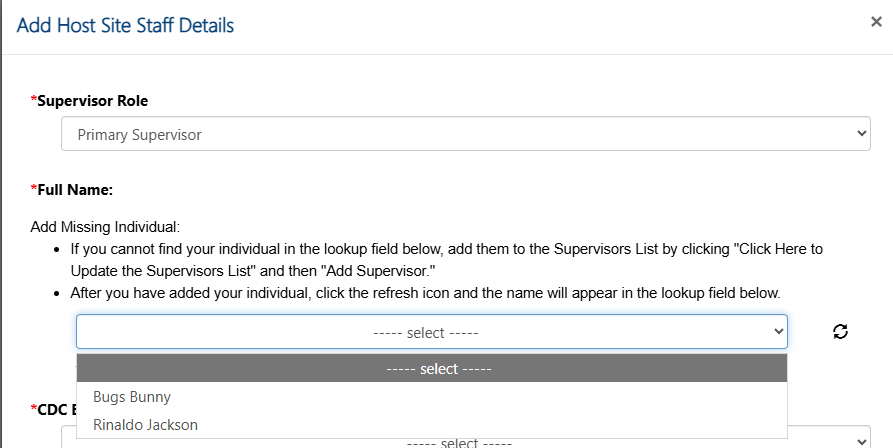 Add Host Site Staff Details
×
*Supervisor Role
Primary Supervisor
*Full Name:
Add Missing Individual:
• If you cannot find your individual in the lookup field below, add them to the Supervisors List by clicking "Click Here to
Update the Supervisors List" and then "Add Supervisor."
• After you have added your individual, click the refresh icon and the name will appear in the lookup field below.
----- select -----
----- select -----
Bugs Bunny
Rinaldo Jackson
*CDC
----- select -----